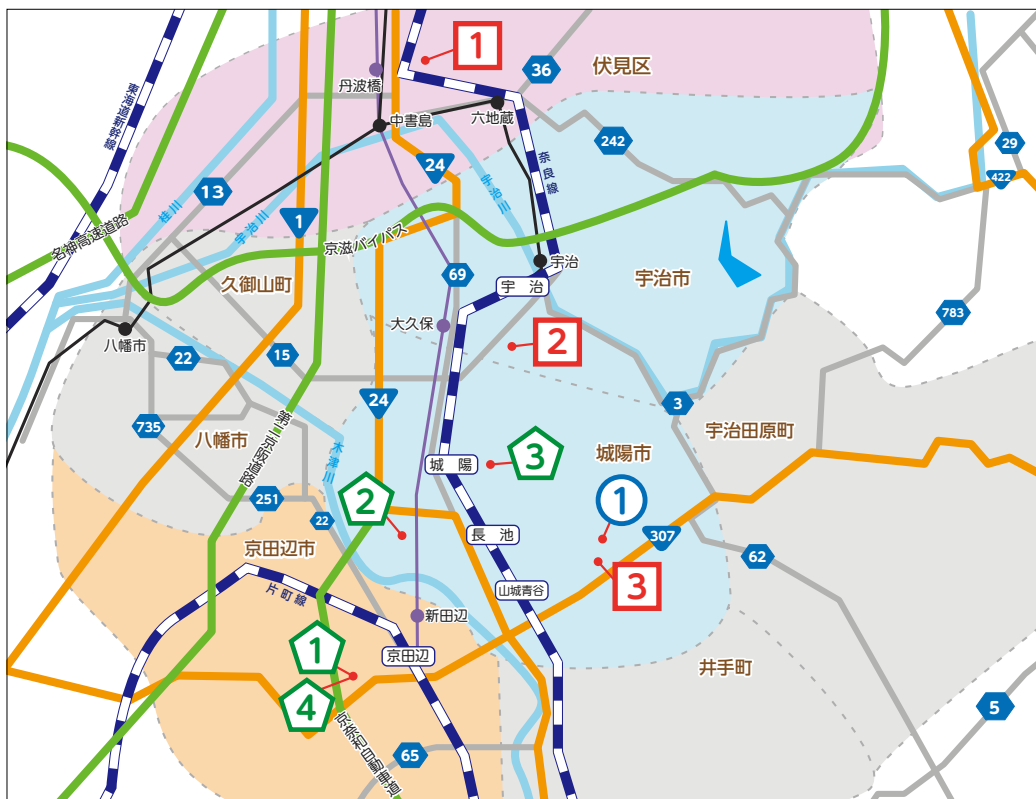 1
36
伏見区
東海道新幹線
丹波橋
中書島
六地蔵
242
29
422
24
奈良線
13
桂川
宇治川
宇治川
1
名神高速道路
京滋バイパス
久御山町
69
宇治
宇 治
宇治市
783
八幡市
大久保
2
22
15
24
3
735
八幡市
第二京阪道路
木津川
城 陽
3
城陽市
宇治田原町
251
22
2
1
長 池
307
62
京田辺市
片町線
山城青谷
3
新田辺
1
京田辺
井手町
4
京奈和自動車道
65
5